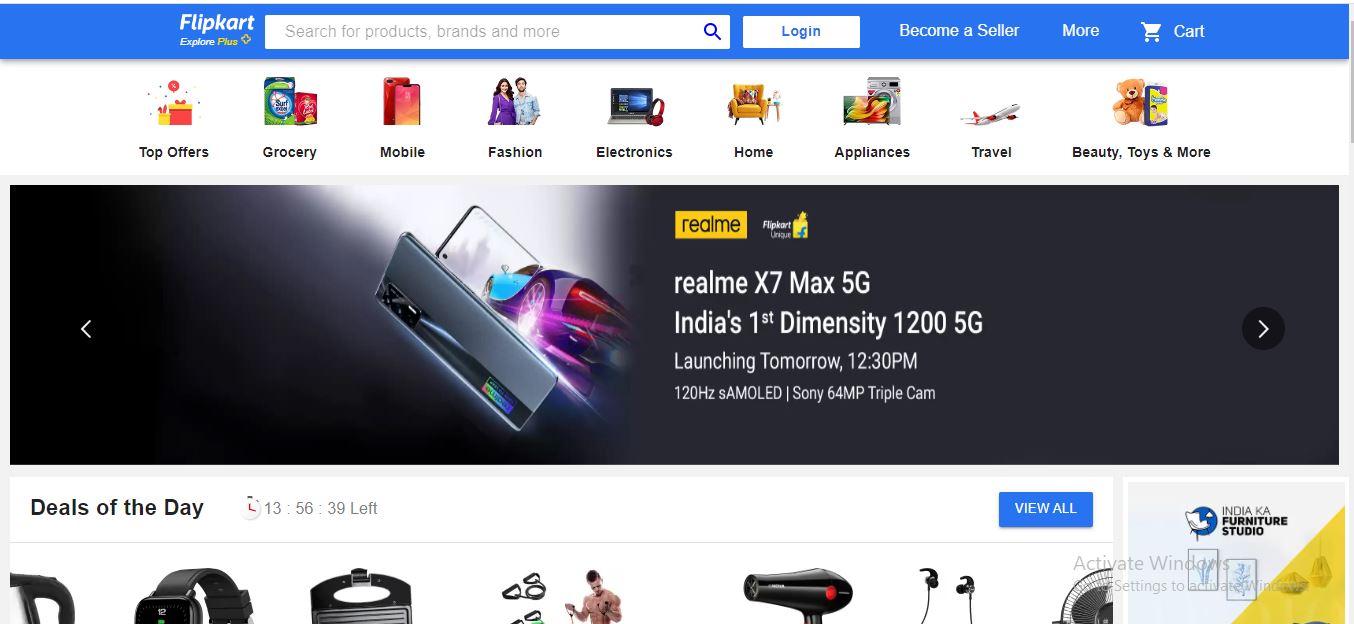 Flipkart
Explore Plus
Search for products, brands and more
Login
Become a Seller
More
Cart
Top Offers
Grocery
Mobile
Fashion
Electronics
Home
Appliances
Travel
Beauty, Toys & More
realme
Flipkart
Unique
realme X7 Max 5G
India's 1st Dimensity 1200 5G
Launching Tomorrow, 12:30PM
120Hz sAMOLED | Sony 64MP Triple Cam
Deals of the Day
13 : 56 : 39 Left
VIEW ALL
INDIA KA
FURNITURE
STUDIO
Activate Windows
Go to Settings to activate Windows.